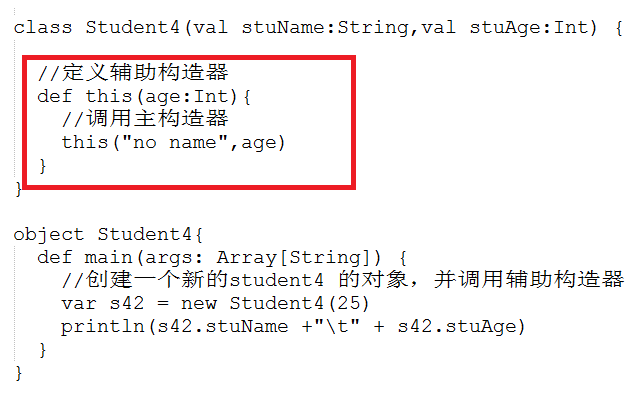 class Student4(val stuName:String,val stuAge:Int) {
//定义辅助构造器
def this(age:Int){
//调用主构造器
this("no name",age)
}
}
object Student4{
def main(args: Array[String]) {
//创建一个新的student4 的对象，并调用辅助构造器
var s42 = new Student4(25)
println(s42.stuName +"\t" + s42.stuAge)
}
}